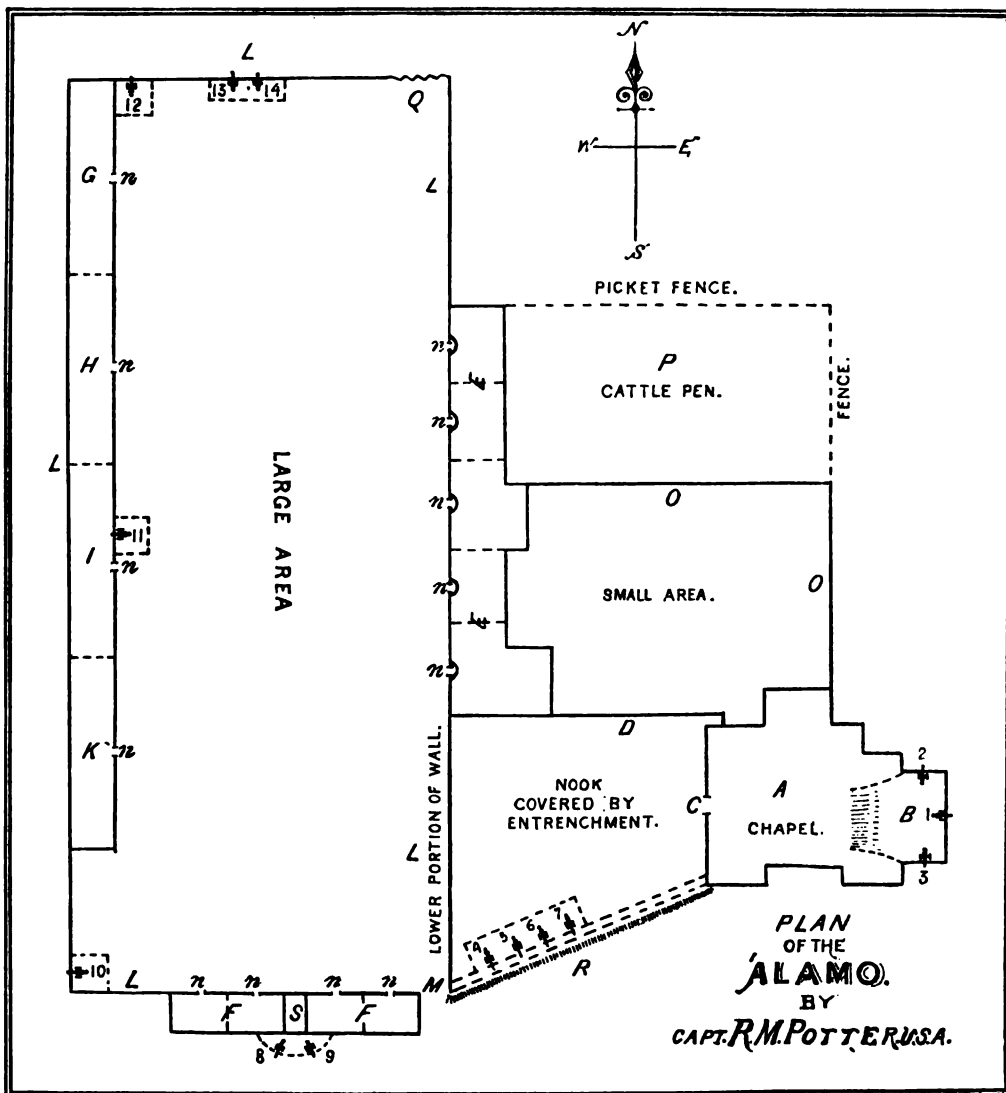 L
N
12
13
14
Q
G
n
W
E
L
S
PICKET FENCE.
n
H
n
E
P
CATTLE PEN.
FENCE.
n
L
LARGE AREA
n
O
11
I
n
n
SMALL AREA.
O
E
n
K
n
LOWER PORTION OF WALL.
D
NOOK
COVERED BY
ENTRENCHMENT.
C
A
CHAPEL.
2
B
1
3
L
4
5
6
7
R
10
L
n
n
n
n
M
F
S
F
8
9
PLAN
OF THE
ALAMO.
BY
CAPT. R. M. POTTER U.S.A.